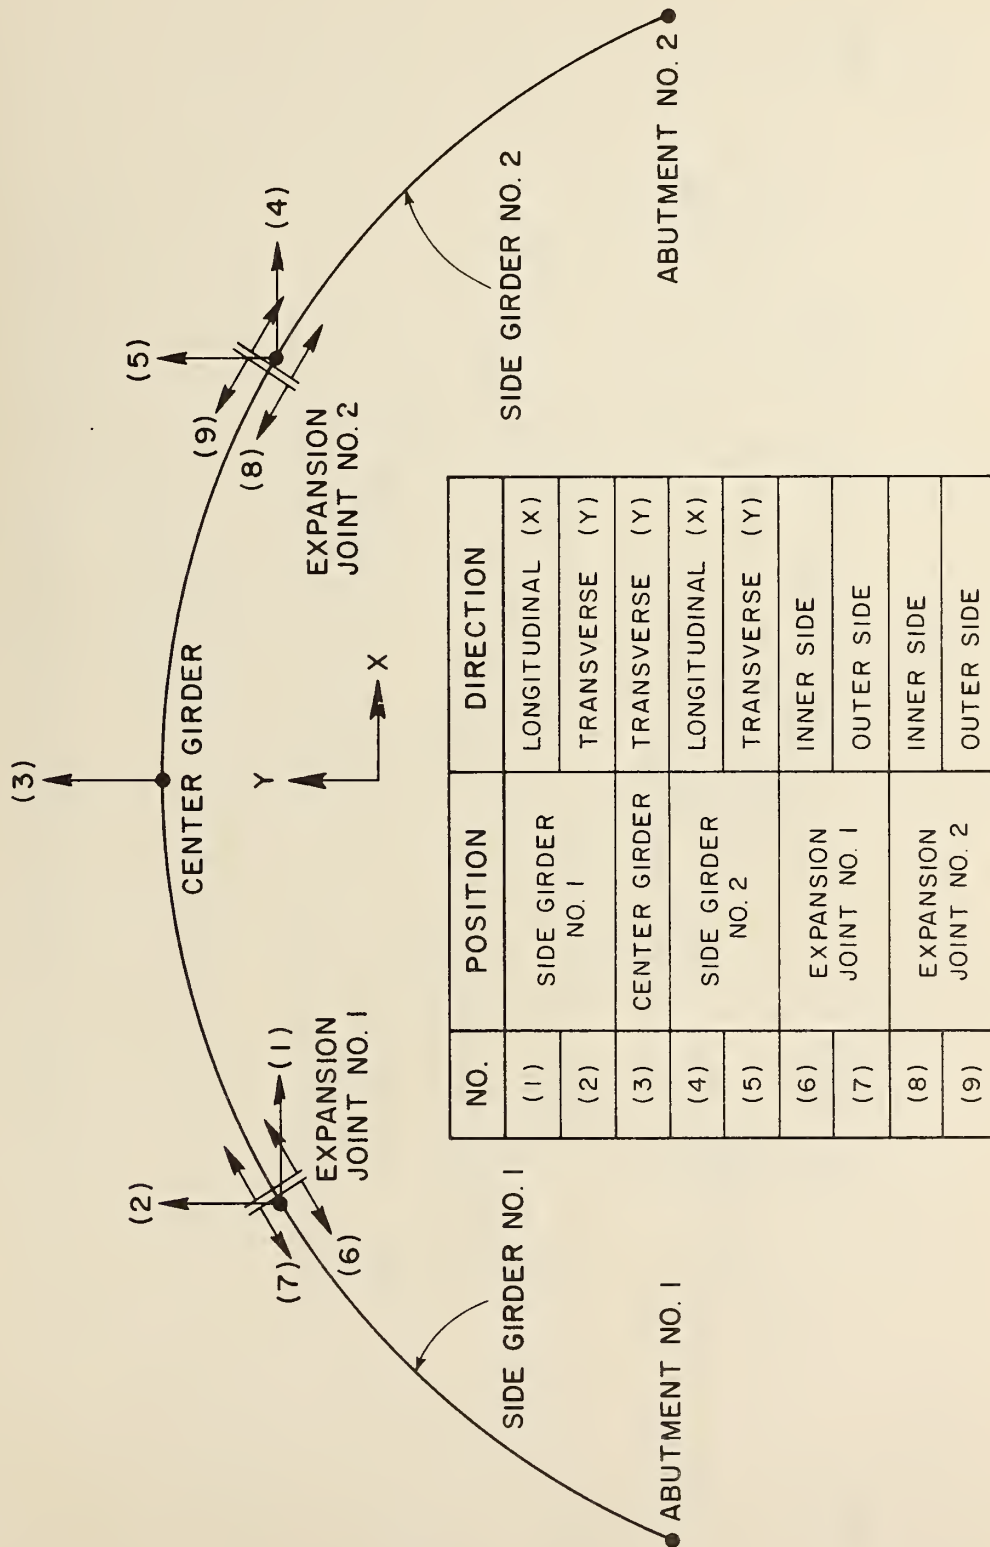 (3)
(2)
(5)
(1)
(4)
(7)
(6)
(9)
(8)
EXPANSION
JOINT NO. 1
CENTER GIRDER
EXPANSION
JOINT NO. 2
Y
X
SIDE GIRDER NO. 1
SIDE GIRDER NO. 2
ABUTMENT NO. 1
ABUTMENT NO. 2
NO. POSITION DIRECTION
(1) SIDE GIRDER NO. 1 LONGITUDINAL (X)
(2) TRANSVERSE (Y)
(3) CENTER GIRDER TRANSVERSE (Y)
(4) SIDE GIRDER NO. 2 LONGITUDINAL (X)
(5) TRANSVERSE (Y)
(6) EXPANSION JOINT NO. 1 INNER SIDE
(7) OUTER SIDE
(8) EXPANSION JOINT NO. 2 INNER SIDE
(9) OUTER SIDE